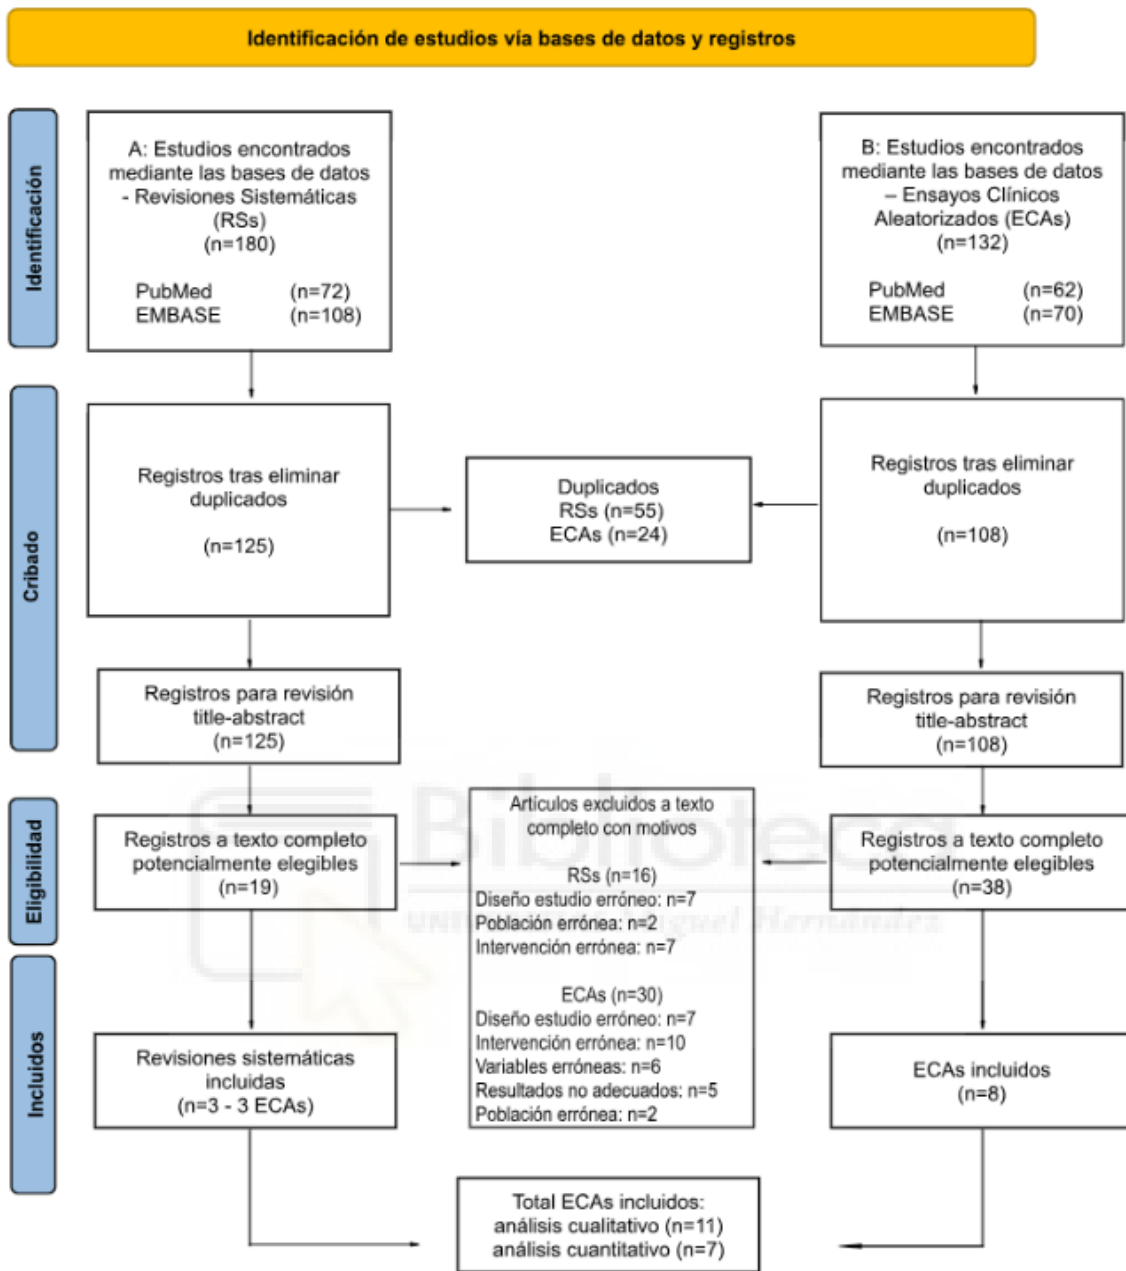 Identificación de estudios vía bases de datos y registros
Identificación
A: Estudios encontrados
mediante las bases de datos
- Revisiones Sistemáticas
(RSs)
(n=180)
PubMed (n=72)
EMBASE (n=108)
B: Estudios encontrados
mediante las bases de datos
– Ensayos Clínicos
Aleatorizados (ECAs)
(n=132)
PubMed (n=62)
EMBASE (n=70)
Cribado
Registros tras eliminar
duplicados
(n=125)
Duplicados
RSs (n=55)
ECAs (n=24)
Registros tras eliminar
duplicados
(n=108)
Registros para revisión
title-abstract
(n=125)
Registros para revisión
title-abstract
(n=108)
Eligibilidad
Registros a texto completo
potencialmente elegibles
(n=19)
Artículos excluidos a texto
completo con motivos
RSs (n=16)
Diseño estudio erróneo: n=7
Población errónea: n=2
Intervención errónea: n=7
ECAs (n=30)
Diseño estudio erróneo: n=7
Intervención errónea: n=10
Variables erróneas: n=6
Resultados no adecuados: n=5
Población errónea: n=2
Registros a texto completo
potencialmente elegibles
(n=38)
Incluidos
Revisiones sistemáticas
incluidas
(n=3 - 3 ECAs)
ECAs incluidos
(n=8)
Total ECAs incluidos:
análisis cualitativo (n=11)
análisis cuantitativo (n=7)
Biblioteca
Miguel Hernández